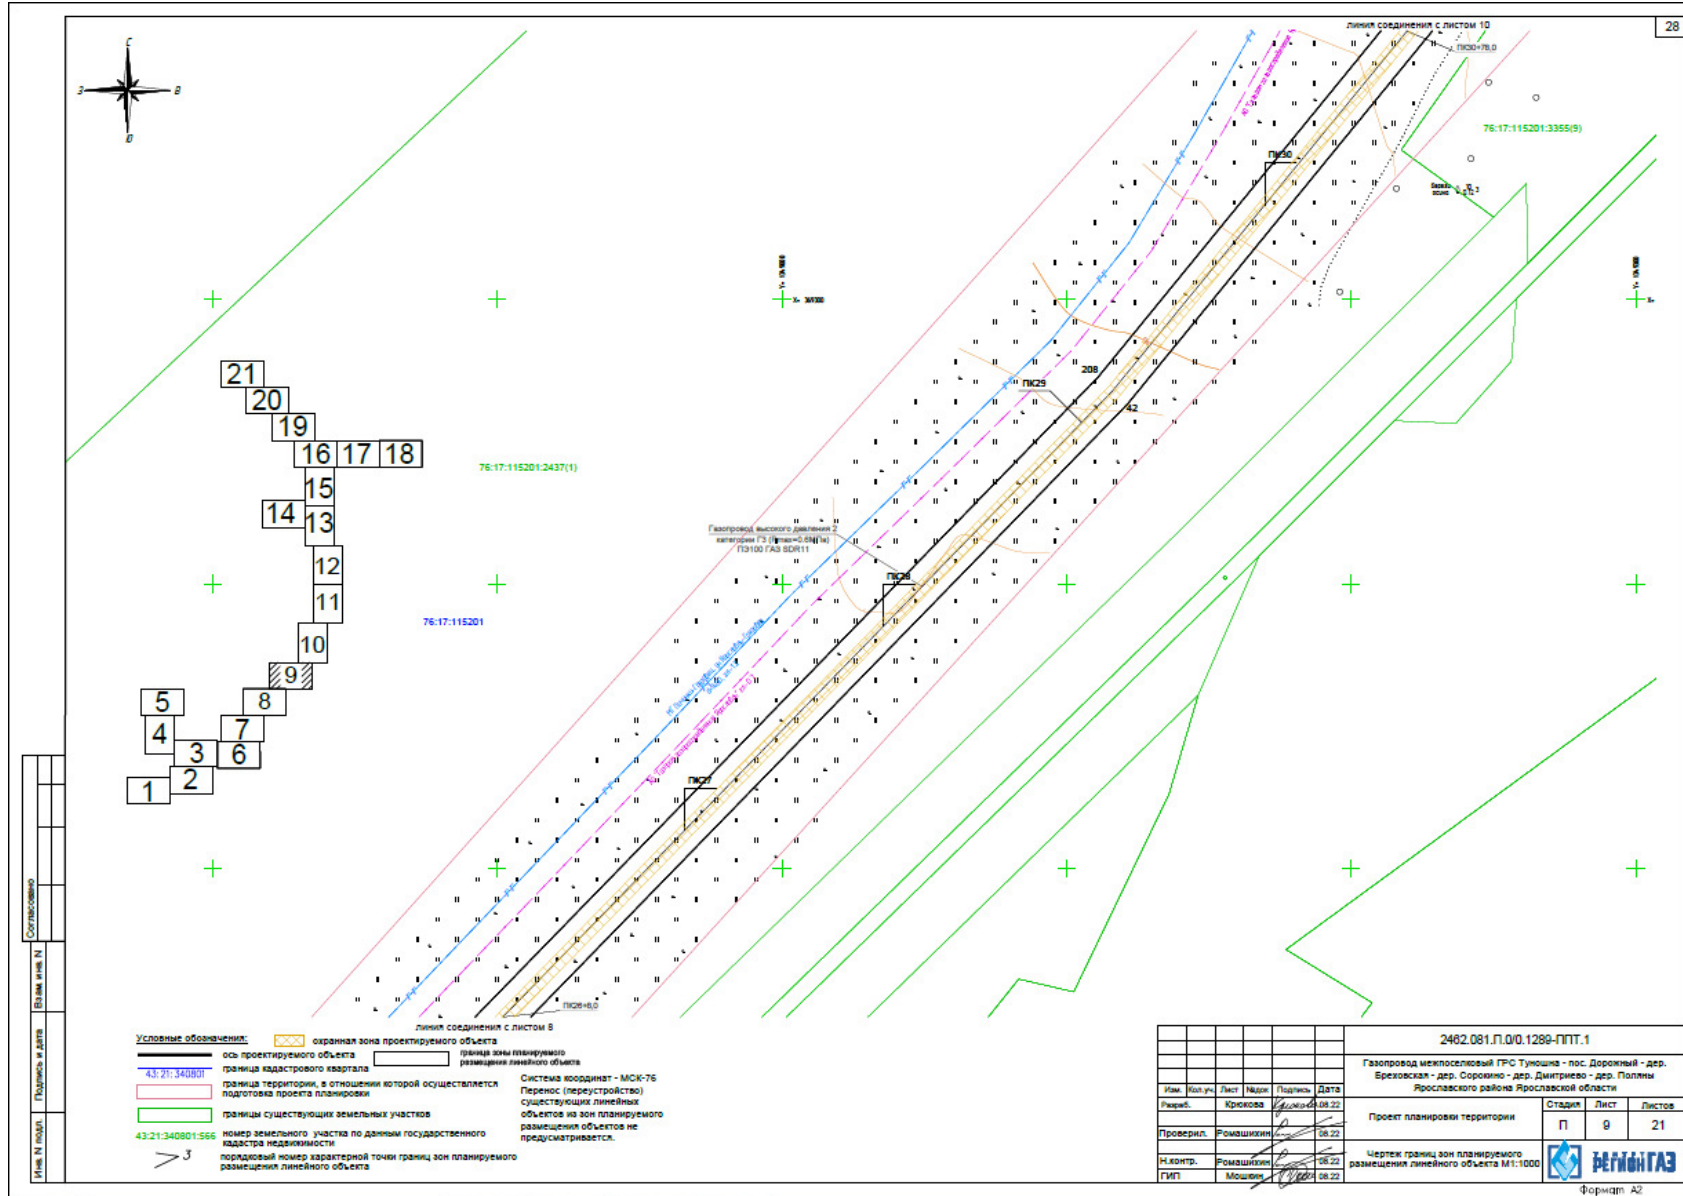 линия соединения с листом 10
28
ПК30+78,0
С
З
В
Ю
76:17:115201:3355(9)
ПК30
208
ПК29
42
21
20
19
16 17 18
15
14
13
12
11
10
9
8
7
6
5
4
3
2
1
76:17:115201:2437(1)
76:17:115201
Газопровод высокого давления 2
категории Г3 (Pmax=0.6МПа)
ПЭ100 ГАЗ SDR11
ПК28
ПК27
ПК26+8,0
линия соединения с листом 8
Условные обозначения:
охранная зона проектируемого объекта
ось проектируемого объекта
граница зоны планируемого
размещения линейного объекта
43:21:340801
граница кадастрового квартала
граница территории, в отношении которой осуществляется
подготовка проекта планировки
границы существующих земельных участков
43:21:340801:566
номер земельного участка по данным государственного
кадастра недвижимости
3
порядковый номер характерной точки границ зон планируемого
размещения линейного объекта
Система координат - МСК-76
Перенос (переустройство)
существующих линейных
объектов из зон планируемого
размещения объектов не
предусматривается.
Согласовано
Взам. инв. N
Подпись и дата
Инв. N подл.
2462.081.П.0/0.1289-ППТ.1
Газопровод межпоселковый ГРС Туношна - пос. Дорожный - дер.
Бреховская - дер. Сорокино - дер. Дмитриево - дер. Поляны
Ярославского района Ярославской области
Изм. Кол.уч. Лист №док Подпись Дата
Разраб. Крюкова 08.22
Проверил. Ромашихин 08.22
Н.контр. Ромашихин 08.22
ГИП Мошкин 08.22
Проект планировки территории
Стадия Лист Листов
П 9 21
Чертеж границ зон планируемого
размещения линейного объекта М1:1000
РЕГИОНГАЗ
Формат А2